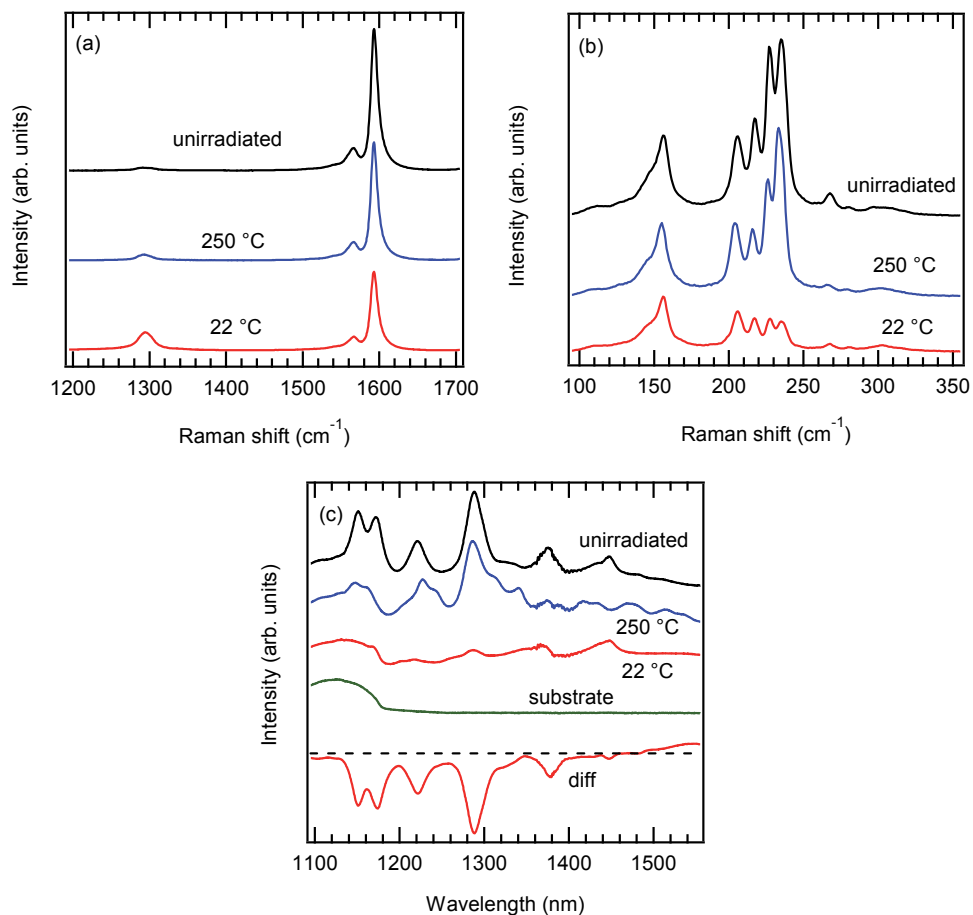 (a)
Intensity (arb. units)
unirradiated
250 °C
22 °C
1200 1300 1400 1500 1600 1700
Raman shift (cm⁻¹)
(b)
Intensity (arb. units)
unirradiated
250 °C
22 °C
100 150 200 250 300 350
Raman shift (cm⁻¹)
(c)
Intensity (arb. units)
unirradiated
250 °C
22 °C
substrate
diff
1100 1200 1300 1400 1500
Wavelength (nm)